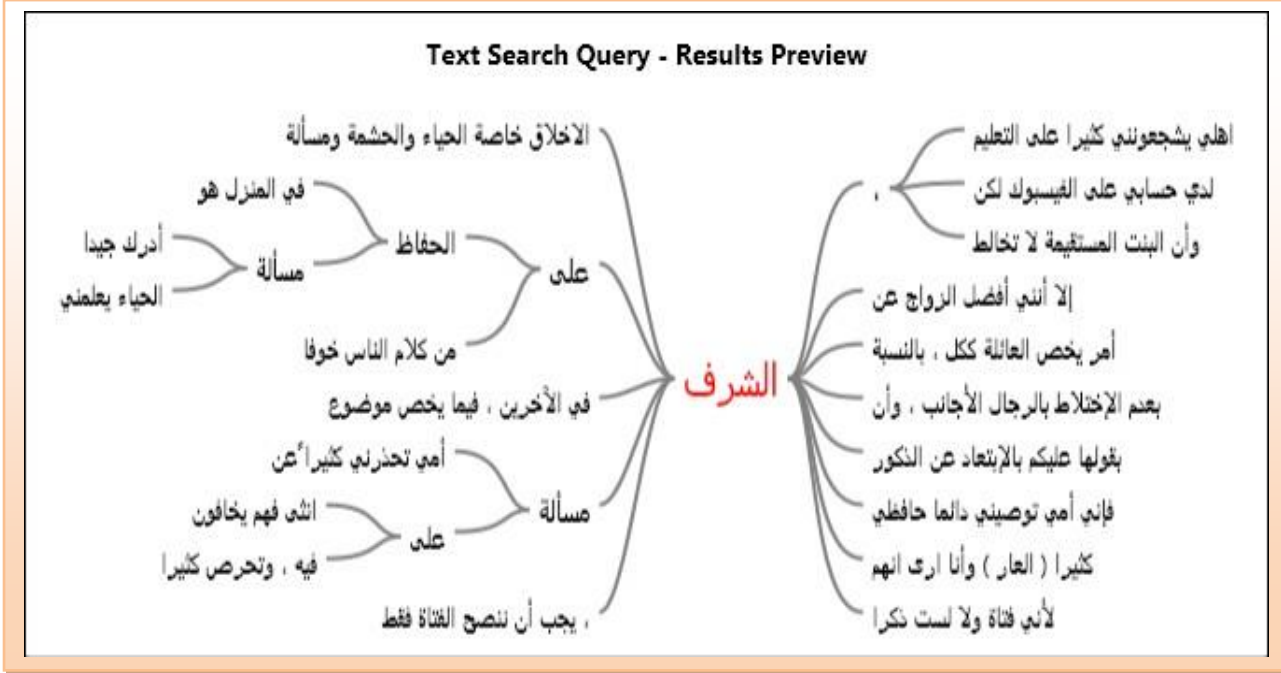 Text Search Query - Results Preview
اهلي يشجعونني كثيرا على التعليم
لدي حسابي على الفيسبوك لكن
وأن البنت المستقيمة لا تخالط
،
إلا أنني أفضل الزواج عن
أمر يخص العائلة ككل ، بالنسبة
بعدم الإختلاط بالرجال الأجانب ، وأن
بقولها عليكم بالإبتعاد عن الذكور
فإني أمي توصيني دائما حافظي
كثيرا ( العار ) وأنا ارى انهم
لأني فتاة ولا لست ذكرا
الشرف
الاخلاق خاصة الحياء والحشمة ومسألة
على
الحفاظ
في المنزل هو
مسألة
أدرك جيدا
الحياء يعلمني
من كلام الناس خوفا
في الآخرين ، فيما يخص موضوع
مسألة
أمي تحذرني كثيرا ًعن
على
انثى فهم يخافون
فيه ، وتحرص كثيرا
، يجب أن ننصح الفتاة فقط